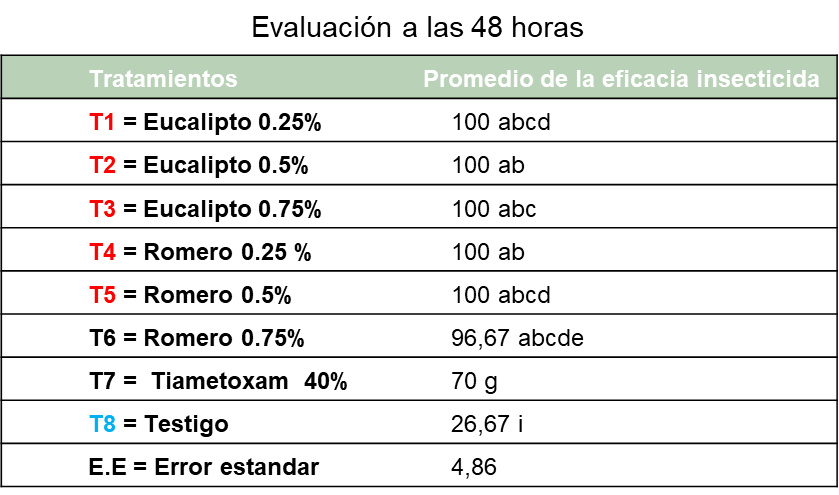 Evaluación a las 48 horas
Tratamientos Promedio de la eficacia insecticida
T1 = Eucalipto 0.25% 100 abcd
T2 = Eucalipto 0.5% 100 ab
T3 = Eucalipto 0.75% 100 abc
T4 = Romero 0.25 % 100 ab
T5 = Romero 0.5% 100 abcd
T6 = Romero 0.75% 96,67 abcde
T7 = Tiametoxam 40% 70 g
T8 = Testigo 26,67 i
E.E = Error estandar 4,86